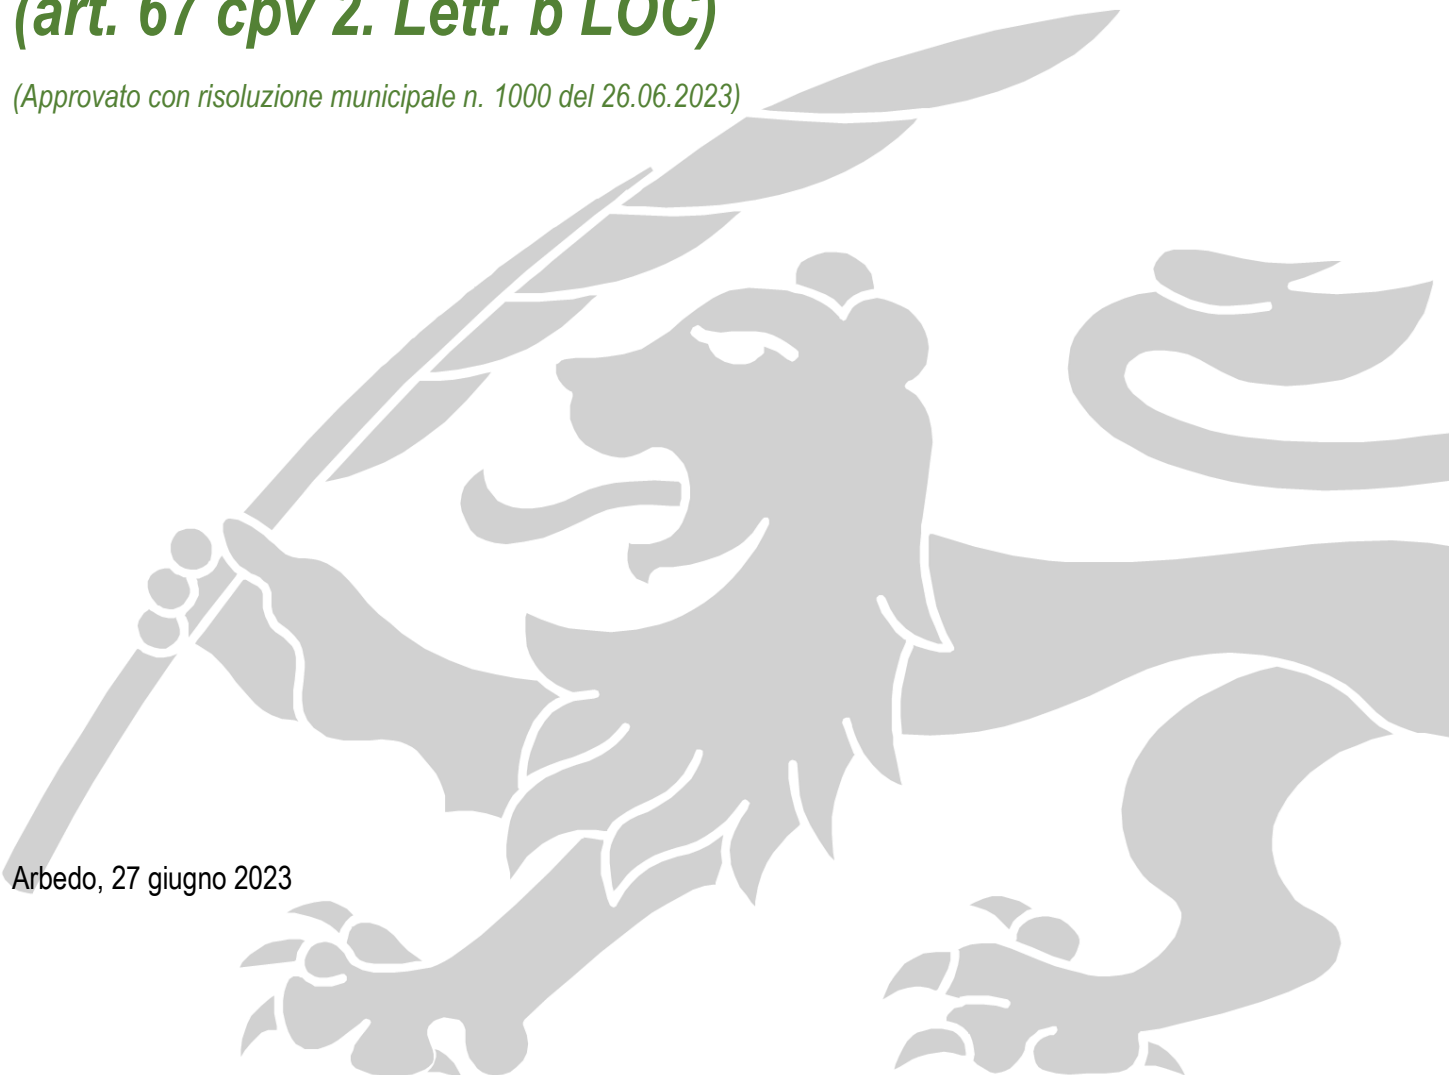 (art. 67 cpv 2. Lett. b LOC)
(Approvato con risoluzione municipale n. 1000 del 26.06.2023)
Arbedo, 27 giugno 2023